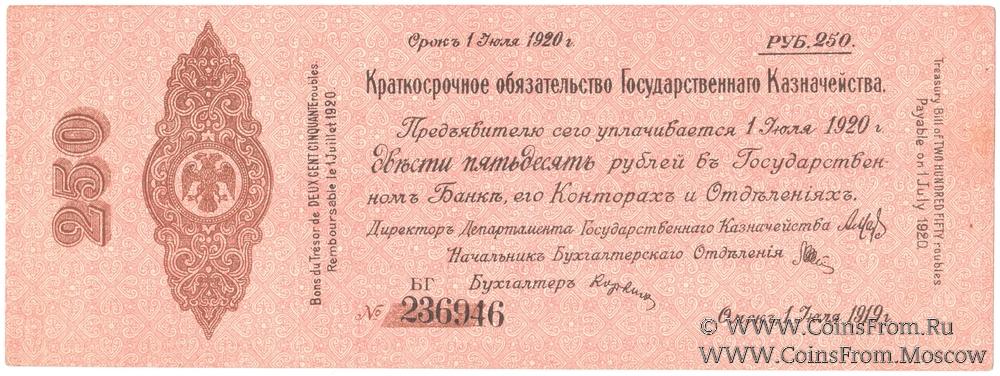 250
Bons du Trésor de DEUX CENT CINQUANTE roubles.
Remboursable le 1 Juillet 1920.
Срокъ 1 Іюля 1920 г.
РУБ. 250.
Краткосрочное обязательство Государственнаго Казначейства.
Предъявителю сего уплачивается 1 Іюля 1920 г.
двѣсти пятьдесятъ рублей въ Государствен-
номъ Банкѣ, его Конторахъ и Отдѣленіяхъ.
Директоръ Департамента Государственнаго Казначейства
Начальникъ Бухгалтерскаго Отдѣленія
БГ Бухгалтеръ
№ 236946
Омскъ, 1 Іюля 1919 г.
Treasury Bill of TWO HUNDRED FIFTY roubles
Payable on 1 July 1920.
© WWW.CoinsFrom.Ru
WWW.CoinsFrom.Moscow